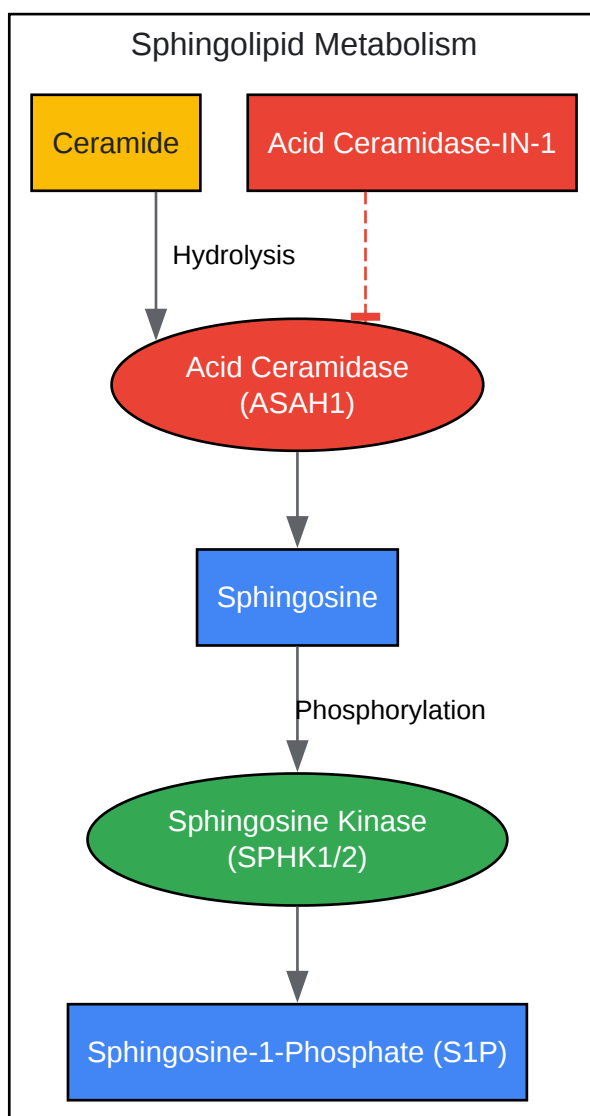 Sphingolipid Metabolism
Ceramide
Acid Ceramidase-IN-1
Hydrolysis
Acid Ceramidase
(ASAH1)
Sphingosine
Phosphorylation
Sphingosine Kinase
(SPHK1/2)
Sphingosine-1-Phosphate (S1P)